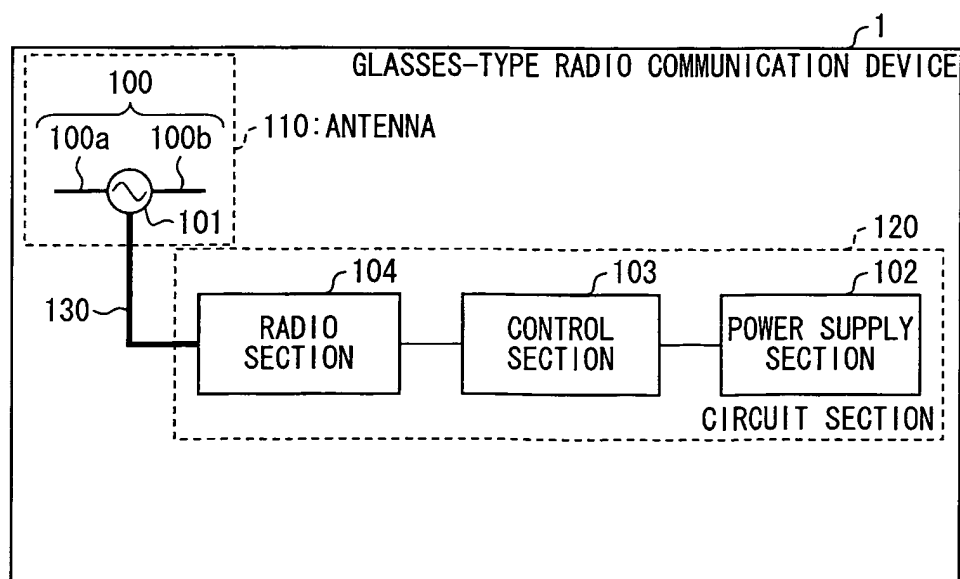 1
GLASSES-TYPE RADIO COMMUNICATION DEVICE
100
100a
100b
110:ANTENNA
101
120
104
103
102
130
RADIO
SECTION
CONTROL
SECTION
POWER SUPPLY
SECTION
CIRCUIT SECTION